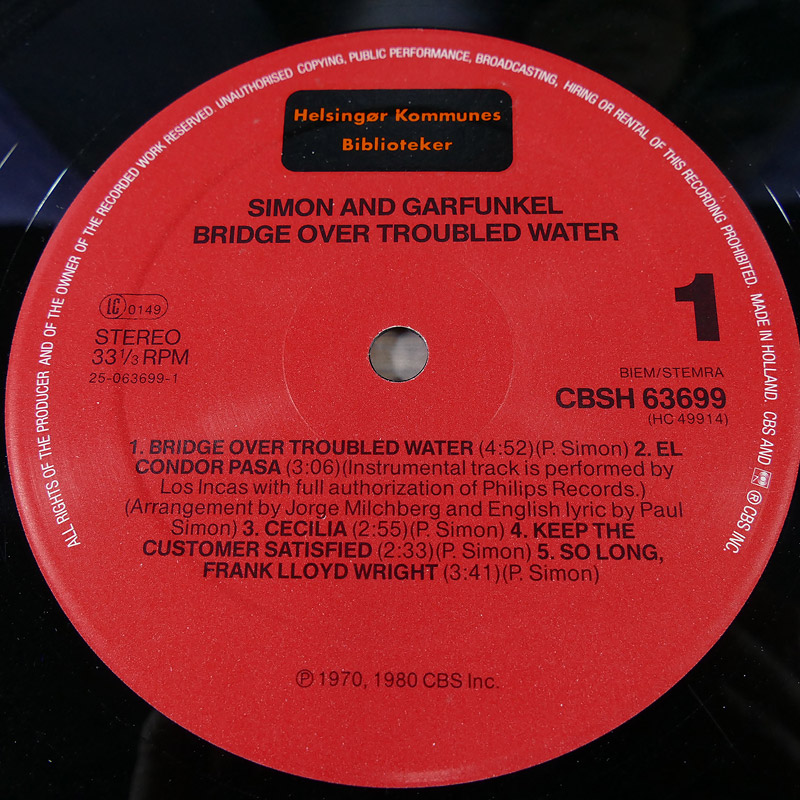 ALL RIGHTS OF THE PRODUCER AND OF THE OWNER OF THE RECORDED WORK RESERVED. UNAUTHORISED COPYING, PUBLIC PERFORMANCE, BROADCASTING, HIRING OR RENTAL OF THIS RECORDING PROHIBITED. MADE IN HOLLAND. CBS AND ® CBS INC.
Helsingør Kommunes
Biblioteker
SIMON AND GARFUNKEL
BRIDGE OVER TROUBLED WATER
1
LC 0149
STEREO
33 1/3 RPM
25-063699-1
BIEM/STEMRA
CBSH 63699
(HC 49914)
1. BRIDGE OVER TROUBLED WATER (4:52)(P. Simon) 2. EL
CONDOR PASA (3:06)(Instrumental track is performed by
Los Incas with full authorization of Philips Records.)
(Arrangement by Jorge Milchberg and English lyric by Paul
Simon) 3. CECILIA (2:55)(P. Simon) 4. KEEP THE
CUSTOMER SATISFIED (2:33)(P. Simon) 5. SO LONG,
FRANK LLOYD WRIGHT (3:41)(P. Simon)
℗ 1970, 1980 CBS Inc.